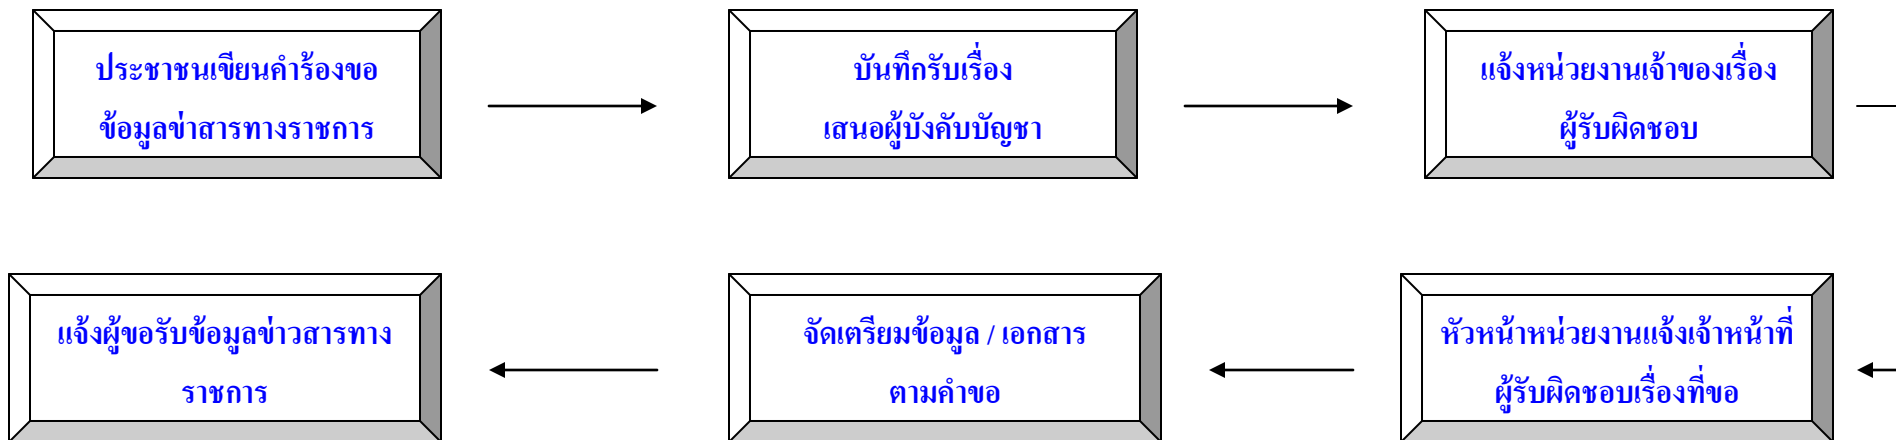 ประชาชนเขียนคำร้องขอ
ข้อมูลข่าสารทางราชการ
บันทึกรับเรื่อง
เสนอผู้บังคับบัญชา
แจ้งหน่วยงานเจ้าของเรื่อง
ผู้รับผิดชอบ
หัวหน้าหน่วยงานแจ้งเจ้าหน้าที่
ผู้รับผิดชอบเรื่องที่ขอ
จัดเตรียมข้อมูล / เอกสาร
ตามคำขอ
แจ้งผู้ขอรับข้อมูลข่าวสารทาง
ราชการ